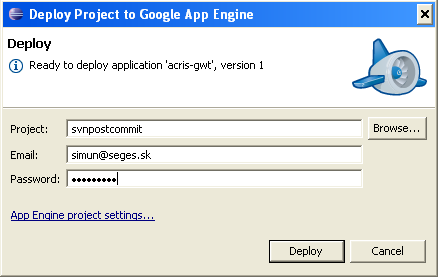 Deploy Project to Google App Engine
Deploy
Ready to deploy application 'acris-gwt', version 1
Project: svnpostcommit Browse...
Email: simun@seges.sk
Password: •••••••••
App Engine project settings...
Deploy Cancel